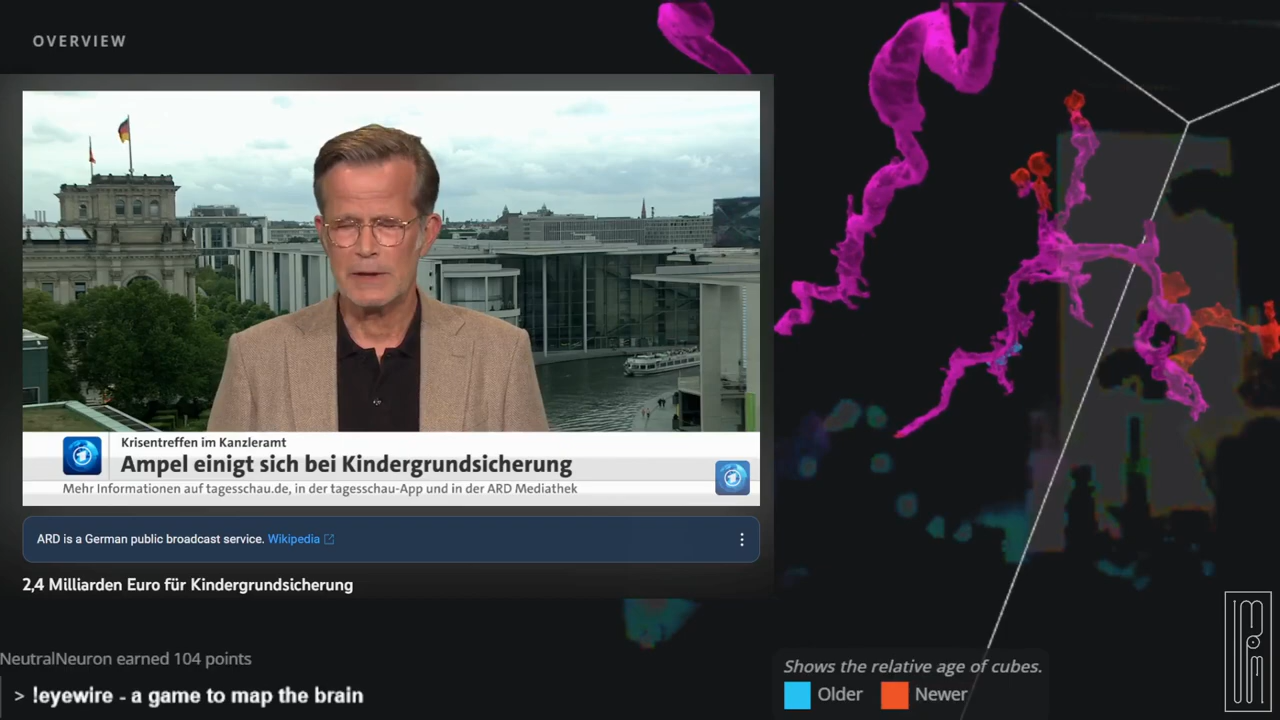 OVERVIEW
Krisentreffen im Kanzleramt
Ampel einigt sich bei Kindergrundsicherung
Mehr Informationen auf tagesschau.de, in der tagesschau-App und in der ARD Mediathek
ARD is a German public broadcast service. Wikipedia
2,4 Milliarden Euro für Kindergrundsicherung
NeutralNeuron earned 104 points
> !eyewire - a game to map the brain
Shows the relative age of cubes.
Older Newer